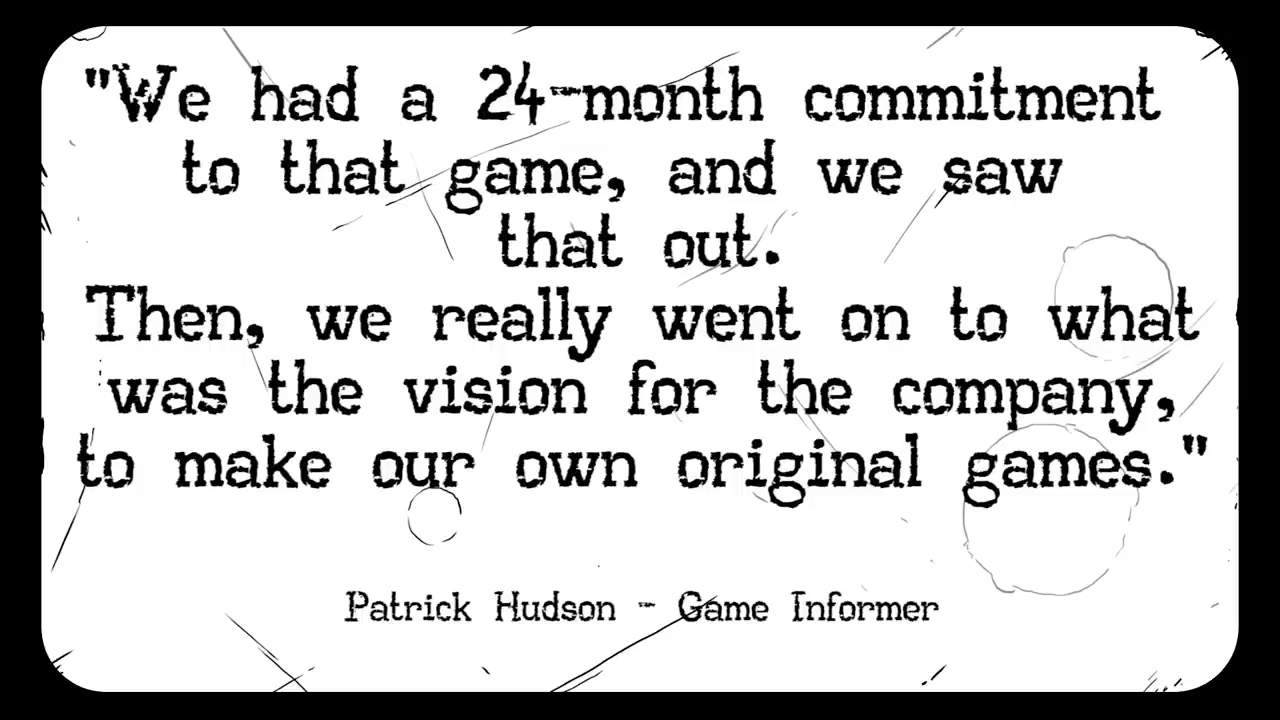 "We had a 24-month commitment
to that game, and we saw
that out.
Then, we really went on to what
was the vision for the company,
to make our own original games."
Patrick Hudson - Game Informer